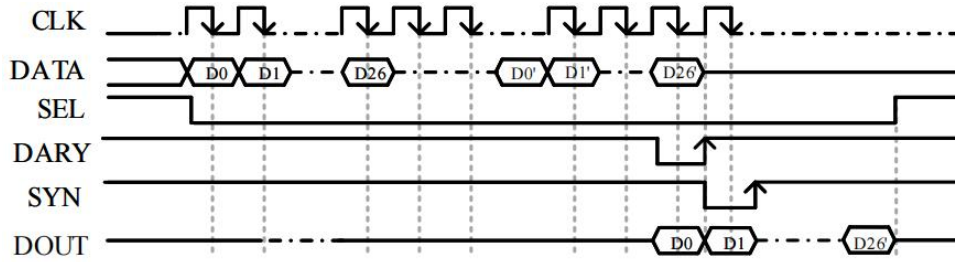 CLK
DATA D0 D1 D26 D0' D1' D26'
SEL
DARY
SYN
DOUT D0 D1 D26'